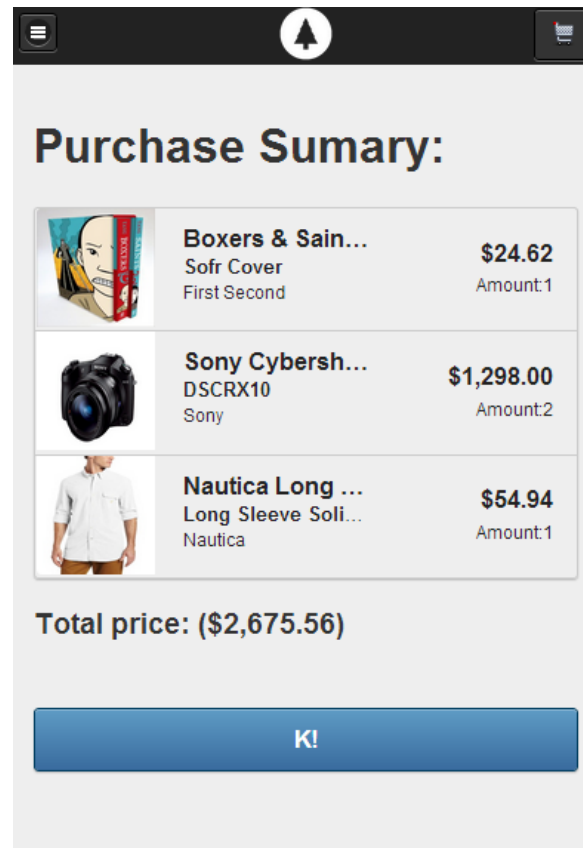 Purchase Sumary:
Boxers & Sain...
Sofr Cover
First Second
$24.62
Amount:1
Sony Cybersh...
DSCRX10
Sony
$1,298.00
Amount:2
Nautica Long ...
Long Sleeve Soli...
Nautica
$54.94
Amount:1
Total price: ($2,675.56)
K!